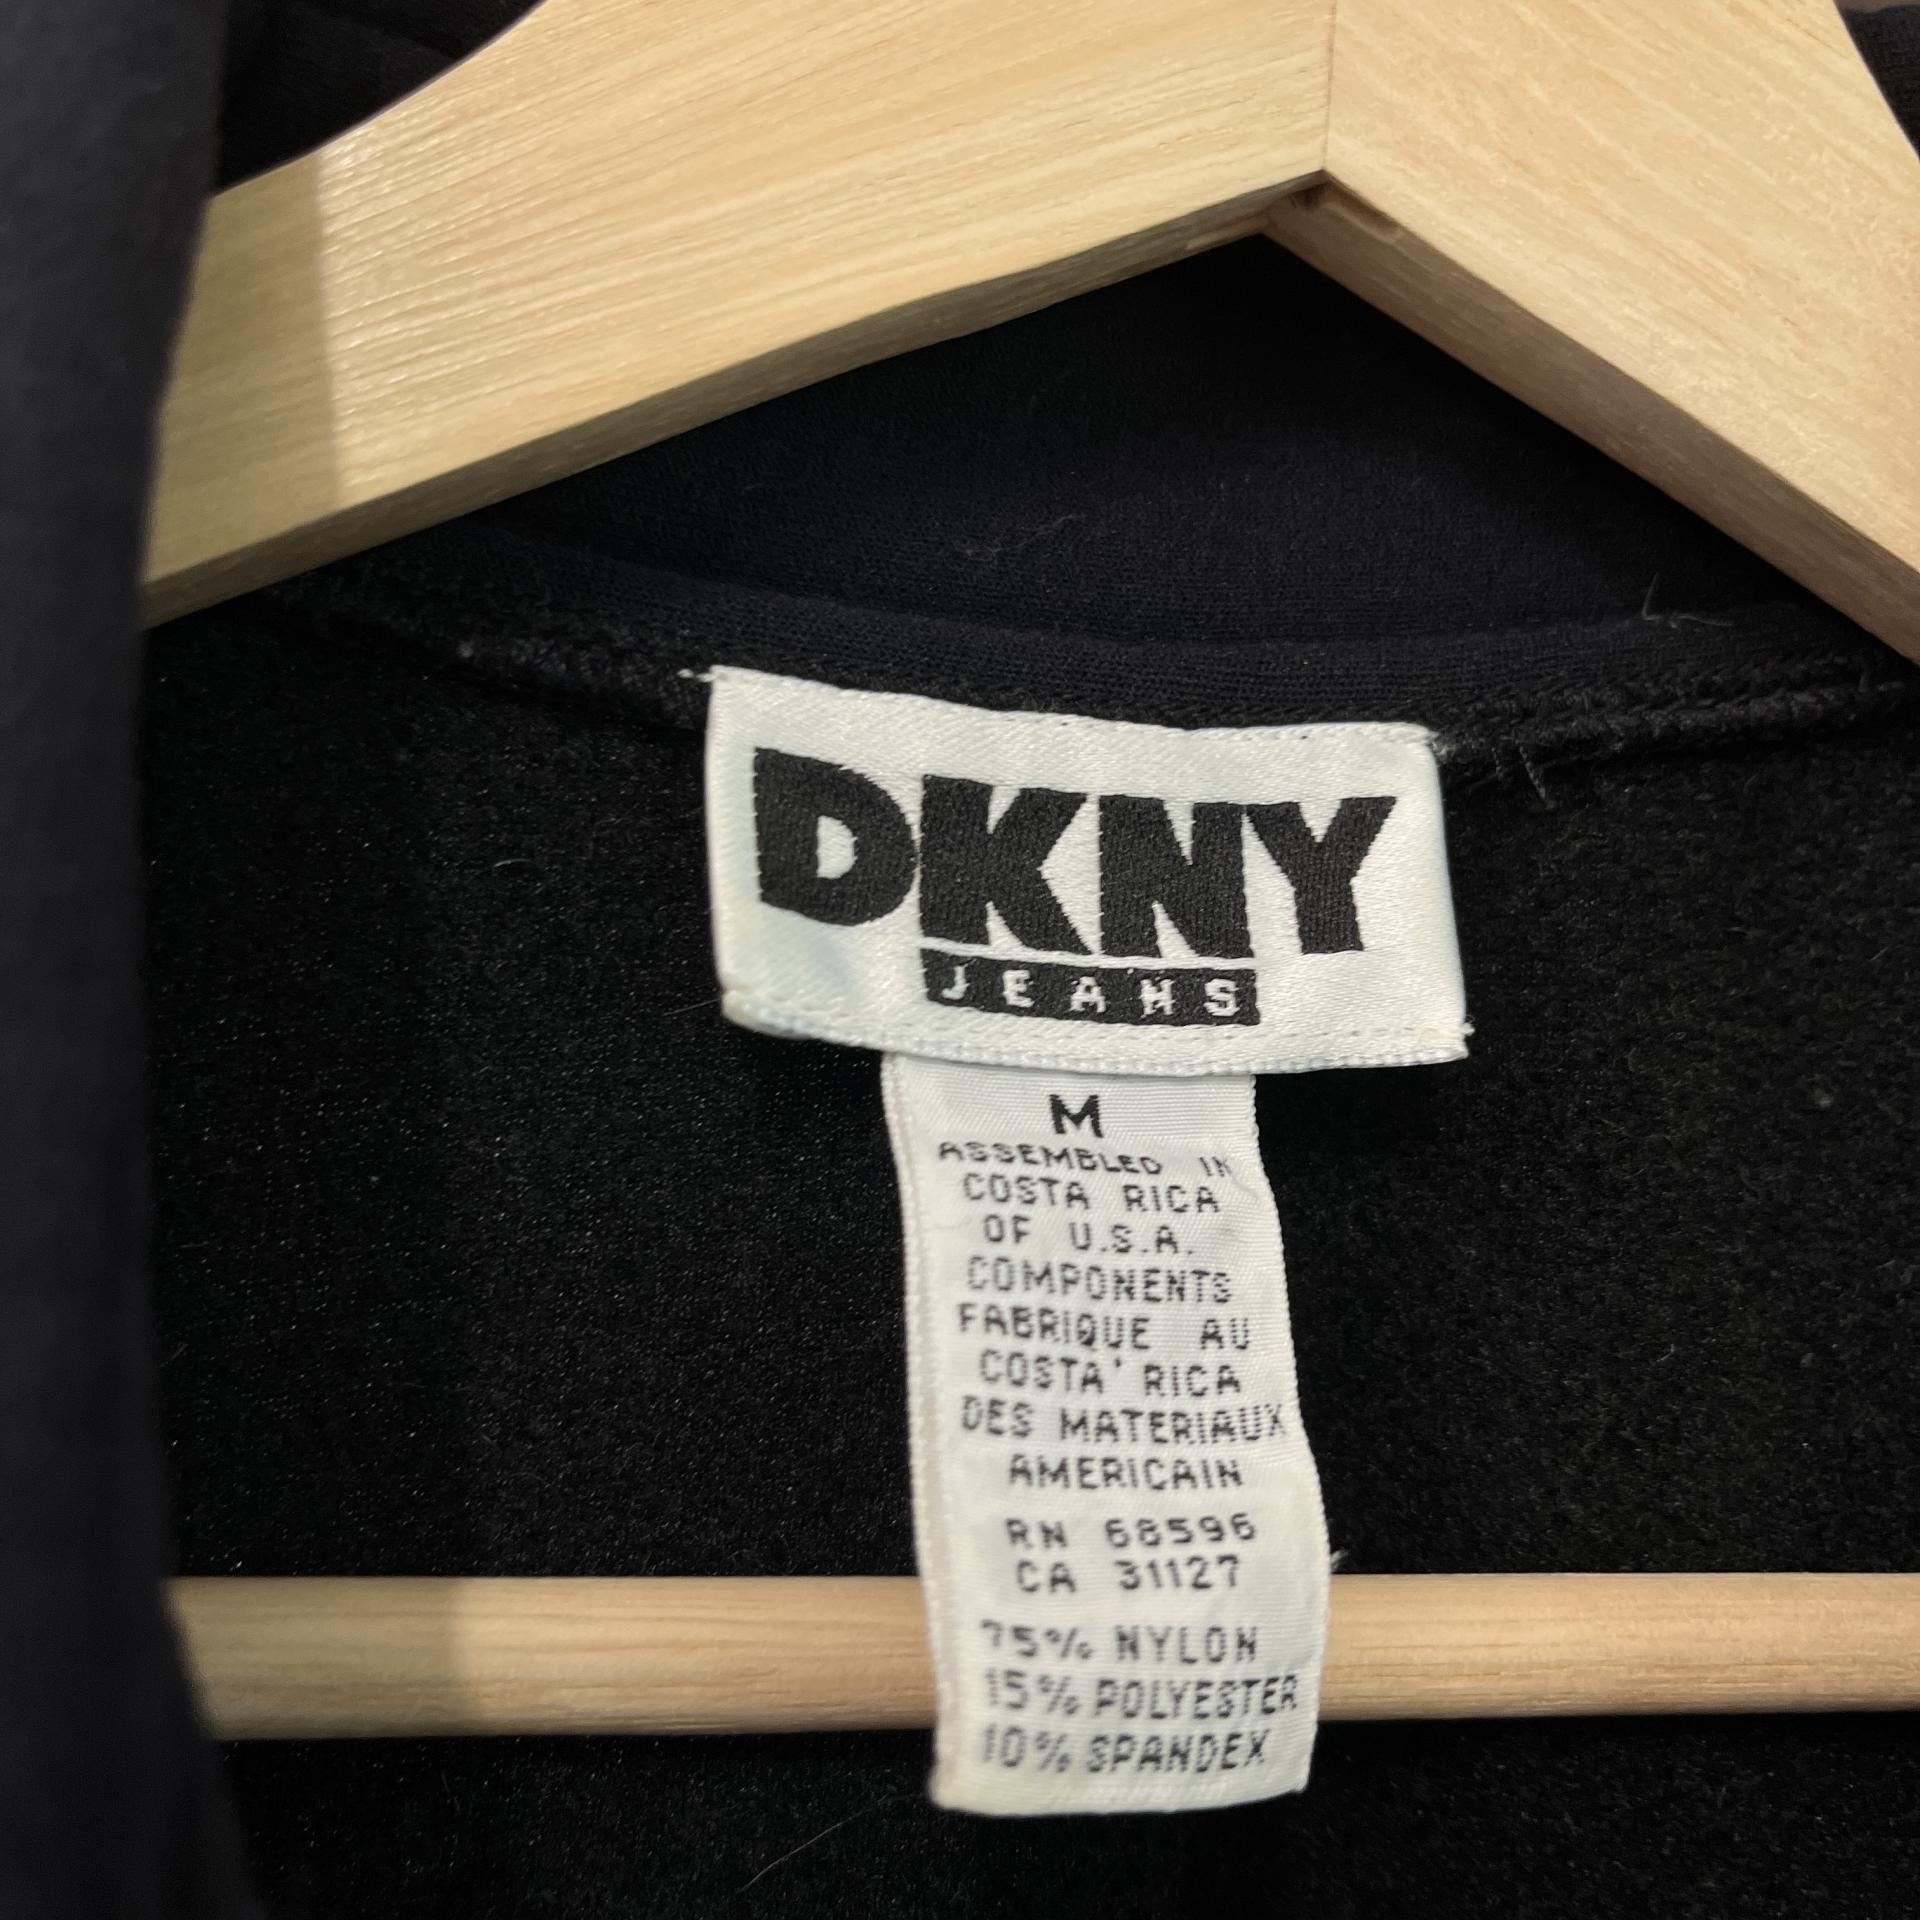 DKNY
JEANS
M
ASSEMBLED IN
COSTA RICA
OF U.S.A.
COMPONENTS
FABRIQUE AU
COSTA' RICA
DES MATERIAUX
AMERICAIN
RN 68596
CA 31127
75% NYLON
15% POLYESTER
10% SPANDEX